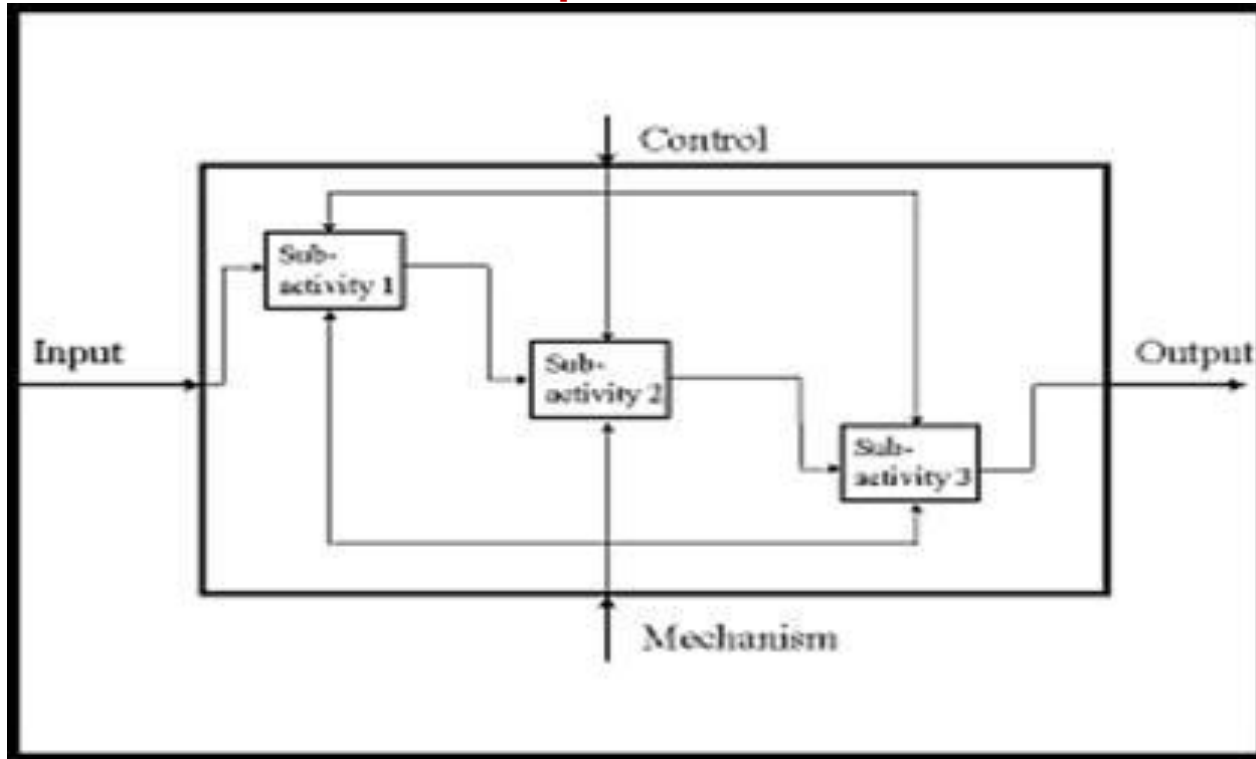 Control
Sub-
activity 1
Input
Sub-
activity 2
Output
Sub-
activity 3
Mechanism